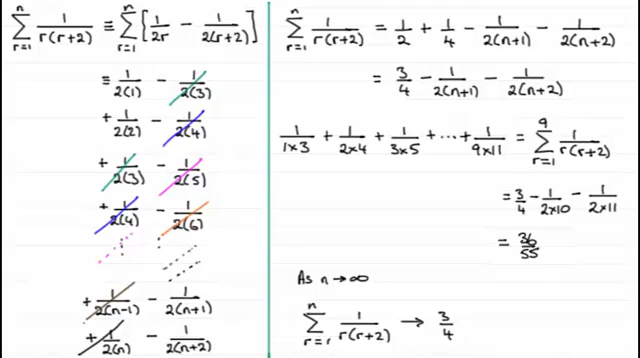 n∑r=1 1/r(r+2) ≡ n∑r=1 [1/2r - 1/2(r+2)]
≡ 1/2(1) - 1/2(3)
+ 1/2(2) - 1/2(4)
+ 1/2(3) - 1/2(5)
+ 1/2(4) - 1/2(6)
+ 1/2(n-1) - 1/2(n+1)
+ 1/2(n) - 1/2(n+2)
n∑r=1 1/r(r+2) = 1/2 + 1/4 - 1/2(n+1) - 1/2(n+2)
= 3/4 - 1/2(n+1) - 1/2(n+2)
1/1×3 + 1/2×4 + 1/3×5 + ... + 1/9×11 = 9∑r=1 1/r(r+2)
= 3/4 - 1/2×10 - 1/2×11
= 36/55
As n → ∞
n∑r=1 1/r(r+2) → 3/4